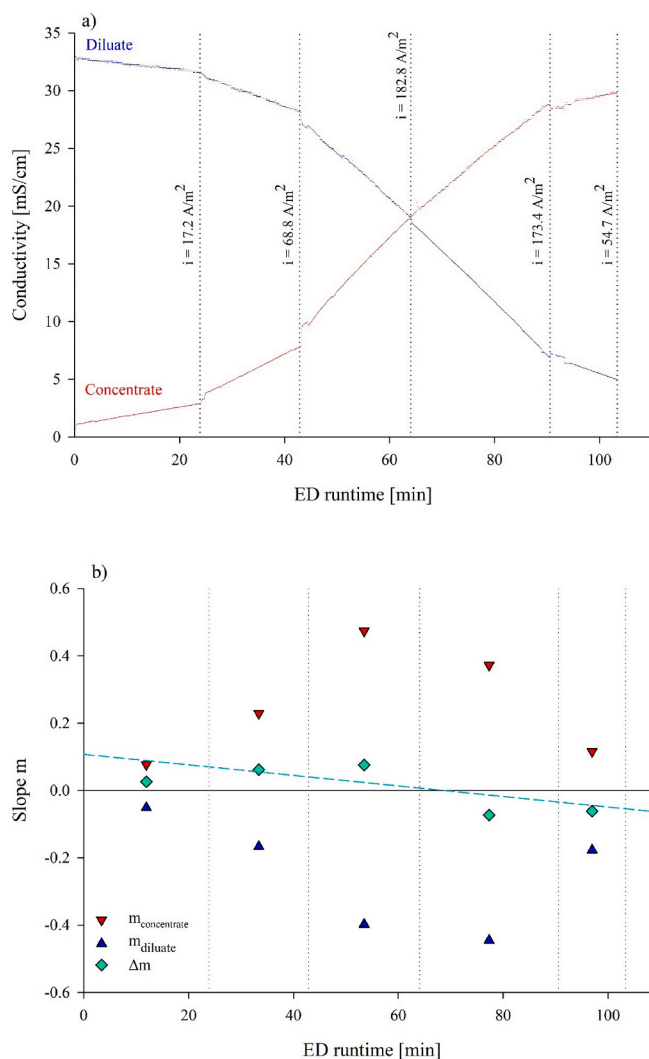 a)
35
30
25
20
15
10
5
0
Conductivity [mS/cm]
Diluate
Concentrate
i = 17.2 A/m²
i = 68.8 A/m²
i = 182.8 A/m²
i = 173.4 A/m²
i = 54.7 A/m²
0 20 40 60 80 100
ED runtime [min]
b)
0.6
0.4
0.2
0.0
-0.2
-0.4
-0.6
Slope m
m concentrate
m diluate
Δm
0 20 40 60 80 100
ED runtime [min]